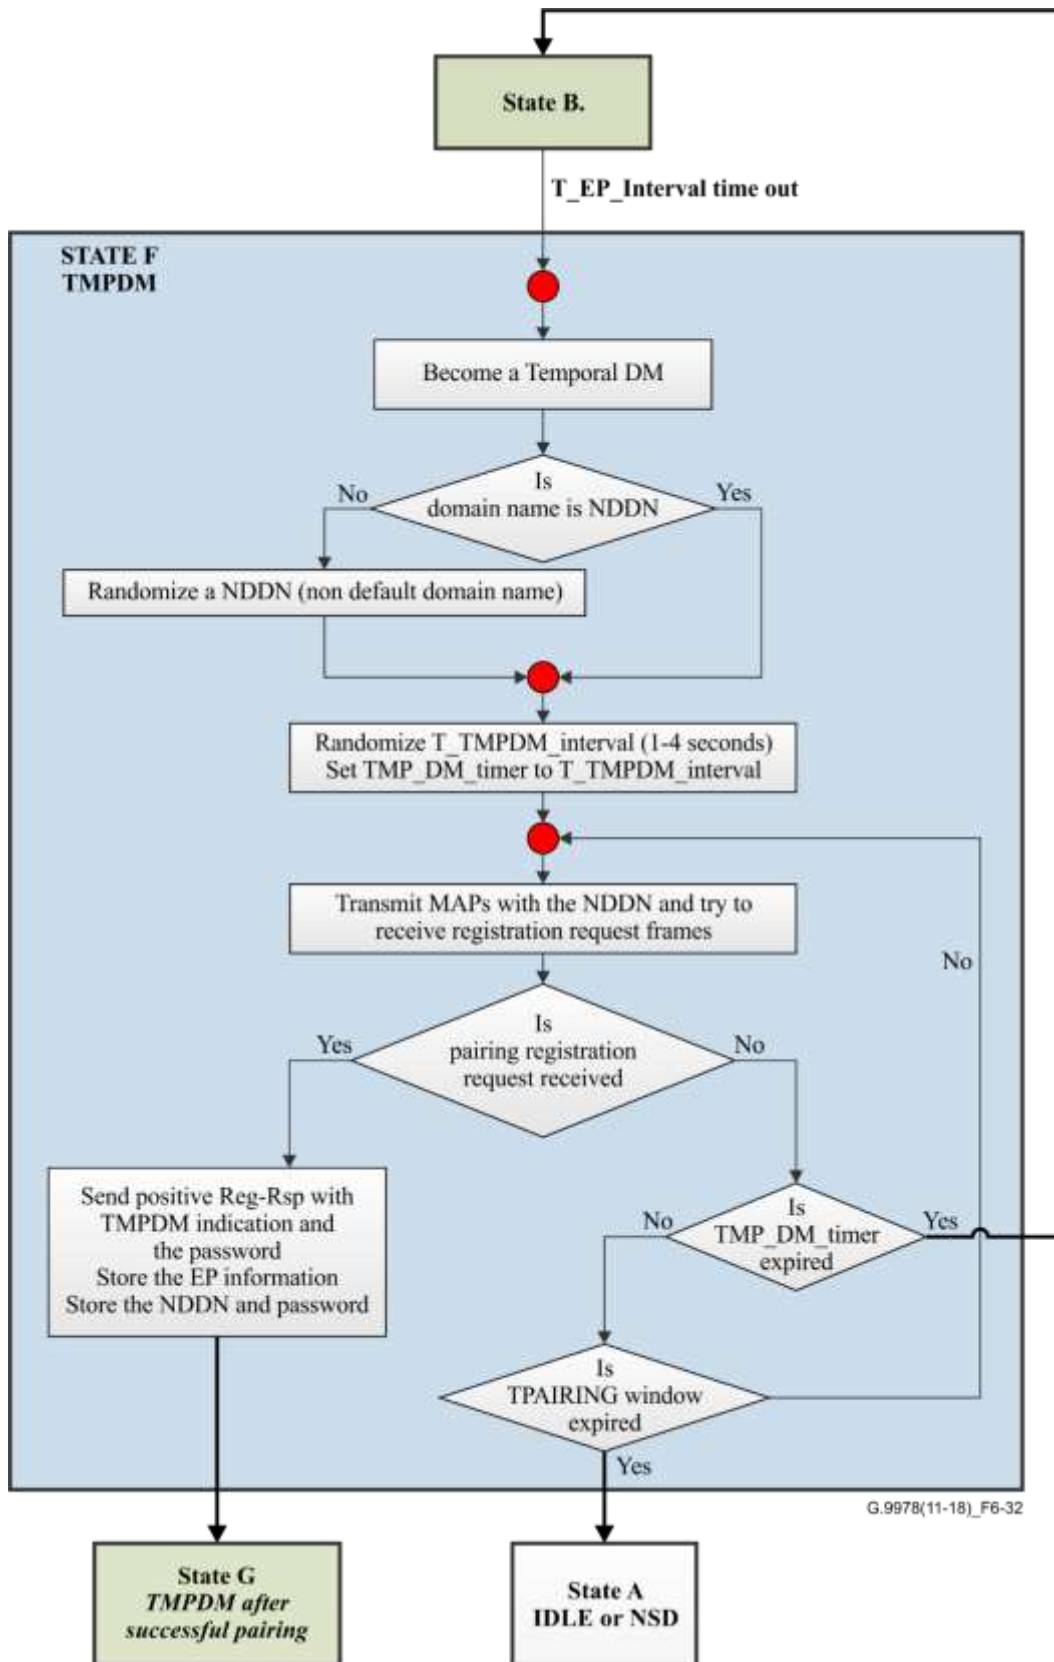 State B.
T_EP_Interval time out
STATE F
TMPDM
Become a Temporal DM
Is
domain name is NDDN
No
Yes
Randomize a NDDN (non default domain name)
Randomize T_TMPDM_interval (1-4 seconds)
Set TMP_DM_timer to T_TMPDM_interval
Transmit MAPs with the NDDN and try to
receive registration request frames
No
Is
pairing registration
request received
Yes
No
Send positive Reg-Rsp with
TMPDM indication and
the password
Store the EP information
Store the NDDN and password
Is
TMP_DM_timer
expired
No
Yes
Is
TPAIRING window
expired
Yes
G.9978(11-18)_F6-32
State G
TMPDM after
successful pairing
State A
IDLE or NSD